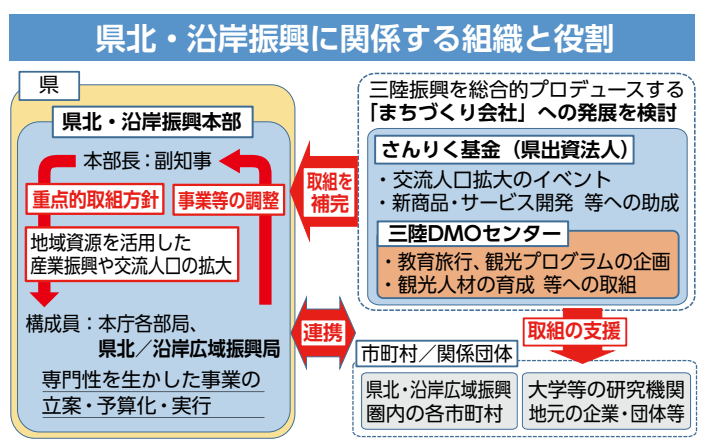 県北・沿岸振興に関係する組織と役割
県
県北・沿岸振興本部
本部長：副知事
重点的取組方針
事業等の調整
地域資源を活用した
産業振興や交流人口の拡大
構成員：本庁各部局、
県北／沿岸広域振興局
専門性を生かした事業の
立案・予算化・実行
取組を
補完
連携
三陸振興を総合的プロデュースする
「まちづくり会社」への発展を検討
さんりく基金（県出資法人）
・交流人口拡大のイベント
・新商品・サービス開発 等への助成
三陸DMOセンター
・教育旅行、観光プログラムの企画
・観光人材の育成 等への取組
取組の支援
市町村／関係団体
県北・沿岸広域振興
圏内の各市町村
大学等の研究機関
地元の企業・団体等